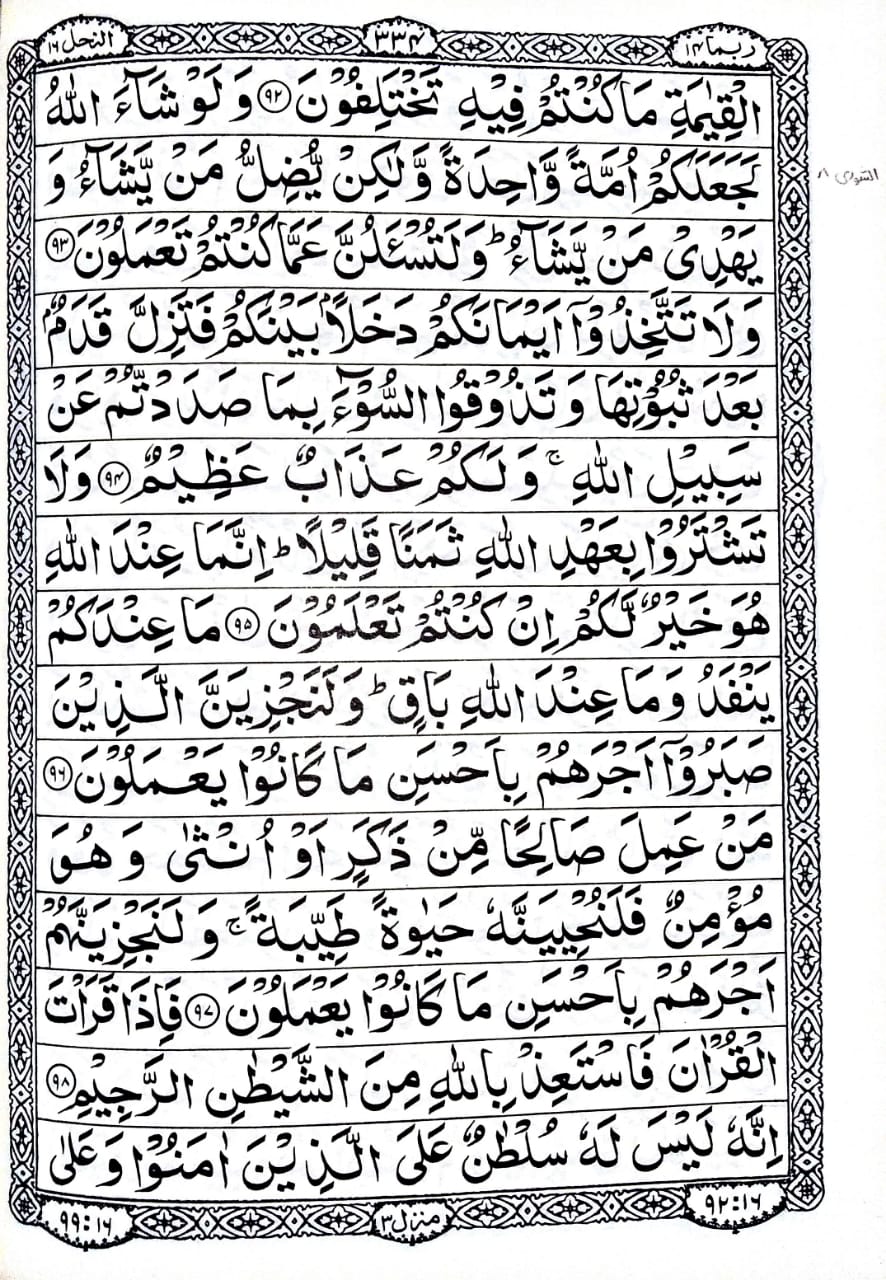 ربما ١٤ ٣٣٤ النحل ١٦
الْقِيٰمَةِ مَا كُنْتُمْ فِيْهِ تَخْتَلِفُوْنَ ﴿٩٢﴾ وَ لَوْ شَآءَ اللّٰهُ
لَجَعَلَكُمْ اُمَّةً وَّاحِدَةً وَّلٰكِنْ يُّضِلُّ مَنْ يَّشَآءُ وَ
يَهْدِىْ مَنْ يَّشَآءُ ؕ وَ لَتُسْـَٔلُنَّ عَمَّا كُنْتُمْ تَعْمَلُوْنَ ﴿٩٣﴾
وَلَا تَتَّخِذُوْۤا اَيْمَانَكُمْ دَخَلًاۢ بَيْنَكُمْ فَتَزِلَّ قَدَمٌۢ
بَعْدَ ثُبُوْتِهَا وَ تَذُوْقُوا السُّوْٓءَ بِمَا صَدَدْتُّمْ عَنْ
سَبِيْلِ اللّٰهِ ۚ وَ لَكُمْ عَذَابٌ عَظِيْمٌ ﴿٩٤﴾ وَلَا
تَشْتَرُوْا بِعَهْدِ اللّٰهِ ثَمَنًا قَلِيْلًا ؕ اِنَّمَا عِنْدَ اللّٰهِ
هُوَ خَيْرٌ لَّكُمْ اِنْ كُنْتُمْ تَعْلَمُوْنَ ﴿٩٥﴾ مَا عِنْدَكُمْ
يَنْفَدُ وَ مَا عِنْدَ اللّٰهِ بَاقٍ ؕ وَ لَنَجْزِيَنَّ الَّذِيْنَ
صَبَرُوْۤا اَجْرَهُمْ بِاَحْسَنِ مَا كَانُوْا يَعْمَلُوْنَ ﴿٩٦﴾
مَنْ عَمِلَ صَالِحًا مِّنْ ذَكَرٍ اَوْ اُنْثٰى وَ هُوَ
مُؤْمِنٌ فَلَنُحْيِيَنَّهٗ حَيٰوةً طَيِّبَةً ۚ وَ لَنَجْزِيَنَّهُمْ
اَجْرَهُمْ بِاَحْسَنِ مَا كَانُوْا يَعْمَلُوْنَ ﴿٩٧﴾ فَاِذَا قَرَاْتَ
الْقُرْاٰنَ فَاسْتَعِذْ بِاللّٰهِ مِنَ الشَّيْطٰنِ الرَّجِيْمِ ﴿٩٨﴾
اِنَّهٗ لَيْسَ لَهٗ سُلْطٰنٌ عَلَى الَّذِيْنَ اٰمَنُوْا وَ عَلٰى
٩٢:١٦ منزل ٣ ٩٩:١٦
الشورى ٨